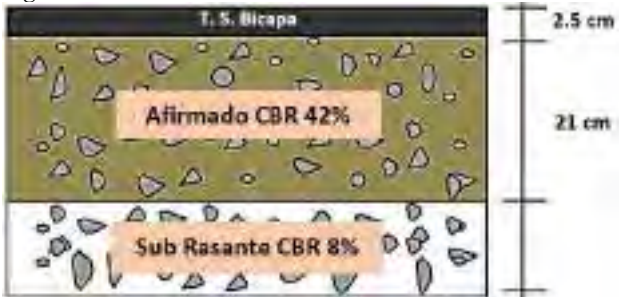 T. S. Bicapa
2.5 cm
Afirmado CBR 42%
21 cm
Sub Rasante CBR 8%